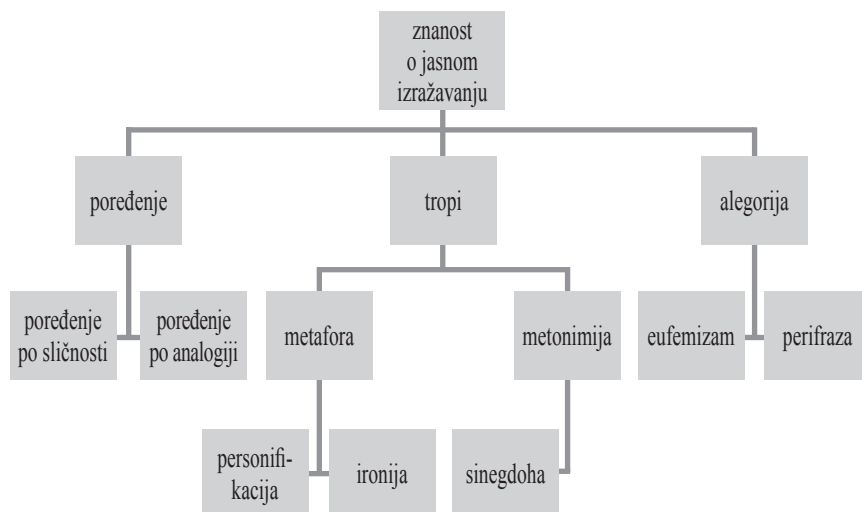 znanost
o jasnom
izražavanju
poređenje
tropi
alegorija
poređenje
po sličnosti
poređenje
po analogiji
metafora
metonimija
eufemizam
perifraza
personifi-
kacija
ironija
sinegdoha